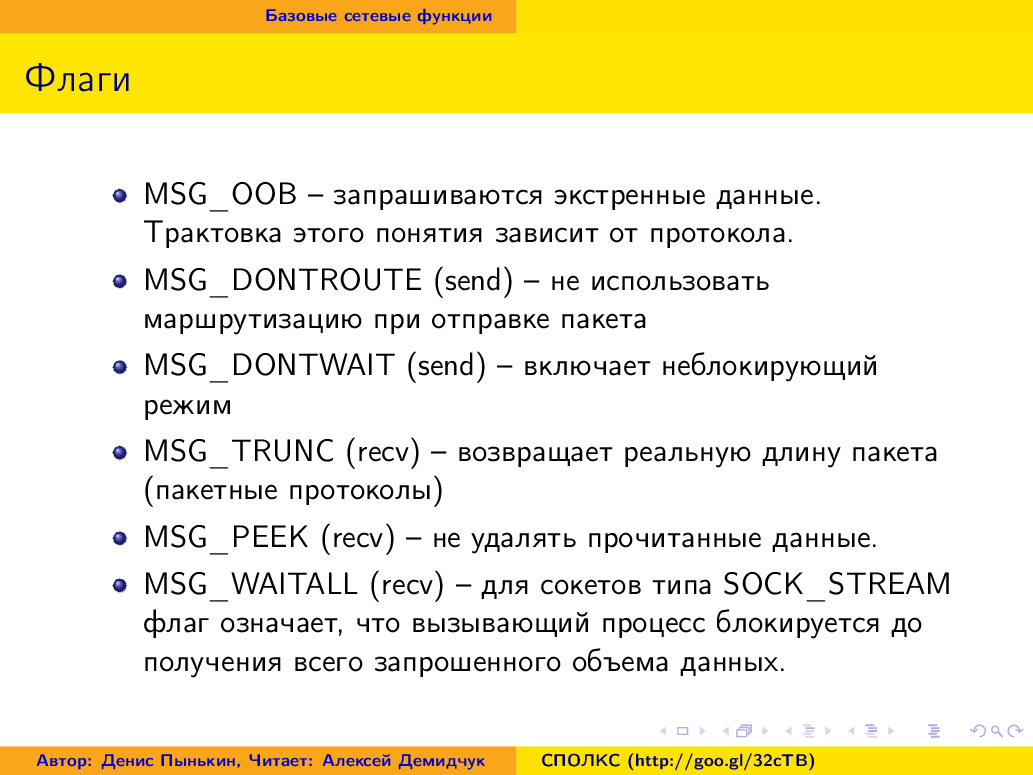 Базовые сетевые функции
Флаги
MSG_OOB – запрашиваются экстренные данные.
Трактовка этого понятия зависит от протокола.
MSG_DONTROUTE (send) – не использовать
маршрутизацию при отправке пакета
MSG_DONTWAIT (send) – включает неблокирующий
режим
MSG_TRUNC (recv) – возвращает реальную длину пакета
(пакетные протоколы)
MSG_PEEK (recv) – не удалять прочитанные данные.
MSG_WAITALL (recv) – для сокетов типа SOCK_STREAM
флаг означает, что вызывающий процесс блокируется до
получения всего запрошенного объема данных.
Автор: Денис Пынькин, Читает: Алексей Демидчук
СПОЛКС (http://goo.gl/32cTB)